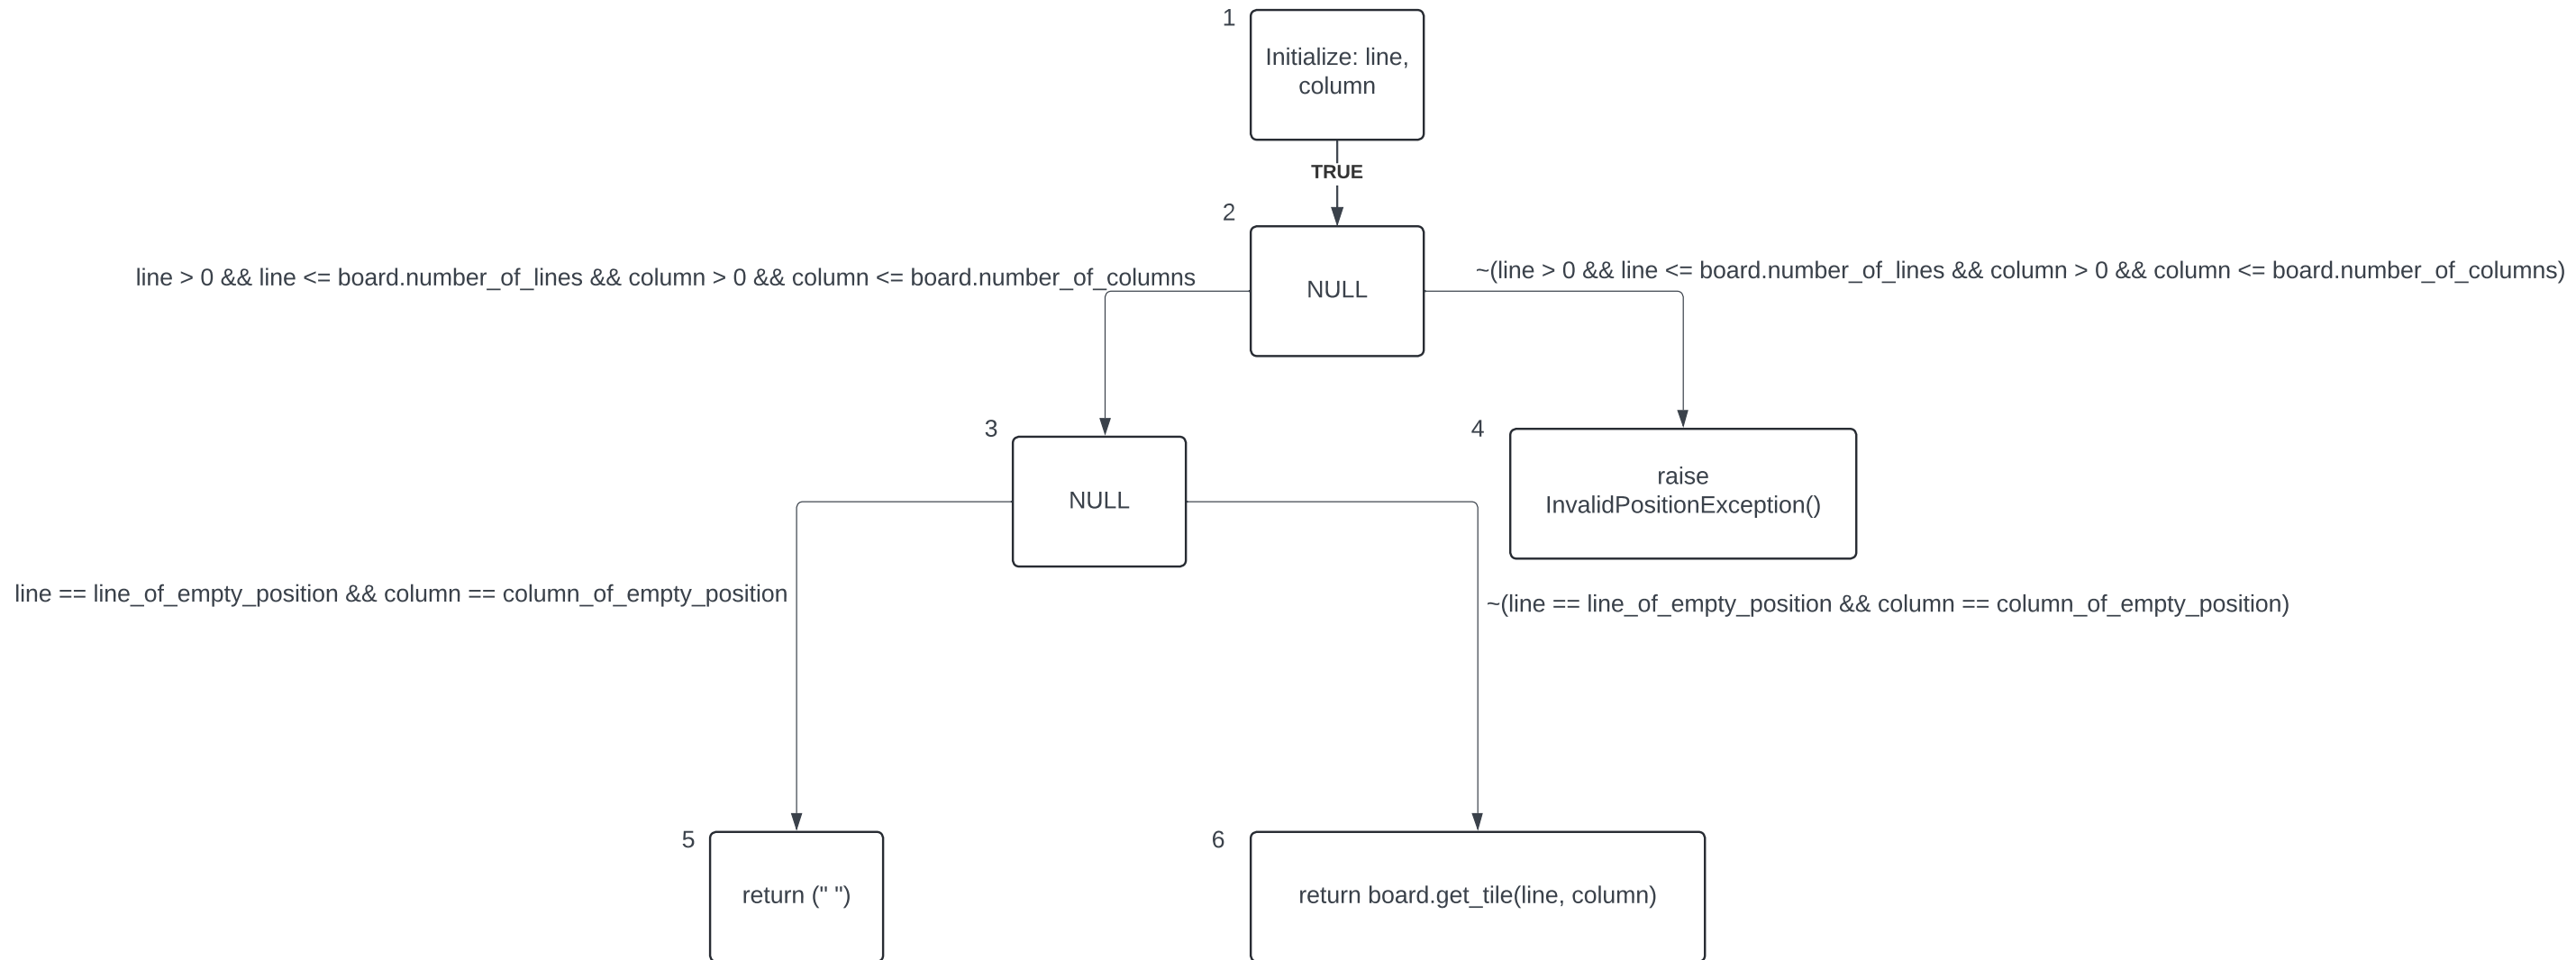 1
Initialize: line,
column
TRUE
2
NULL
line > 0 && line <= board.number_of_lines && column > 0 && column <= board.number_of_columns
~(line > 0 && line <= board.number_of_lines && column > 0 && column <= board.number_of_columns)
3
NULL
4
raise
InvalidPositionException()
line == line_of_empty_position && column == column_of_empty_position
~(line == line_of_empty_position && column == column_of_empty_position)
5
return (" ")
6
return board.get_tile(line, column)